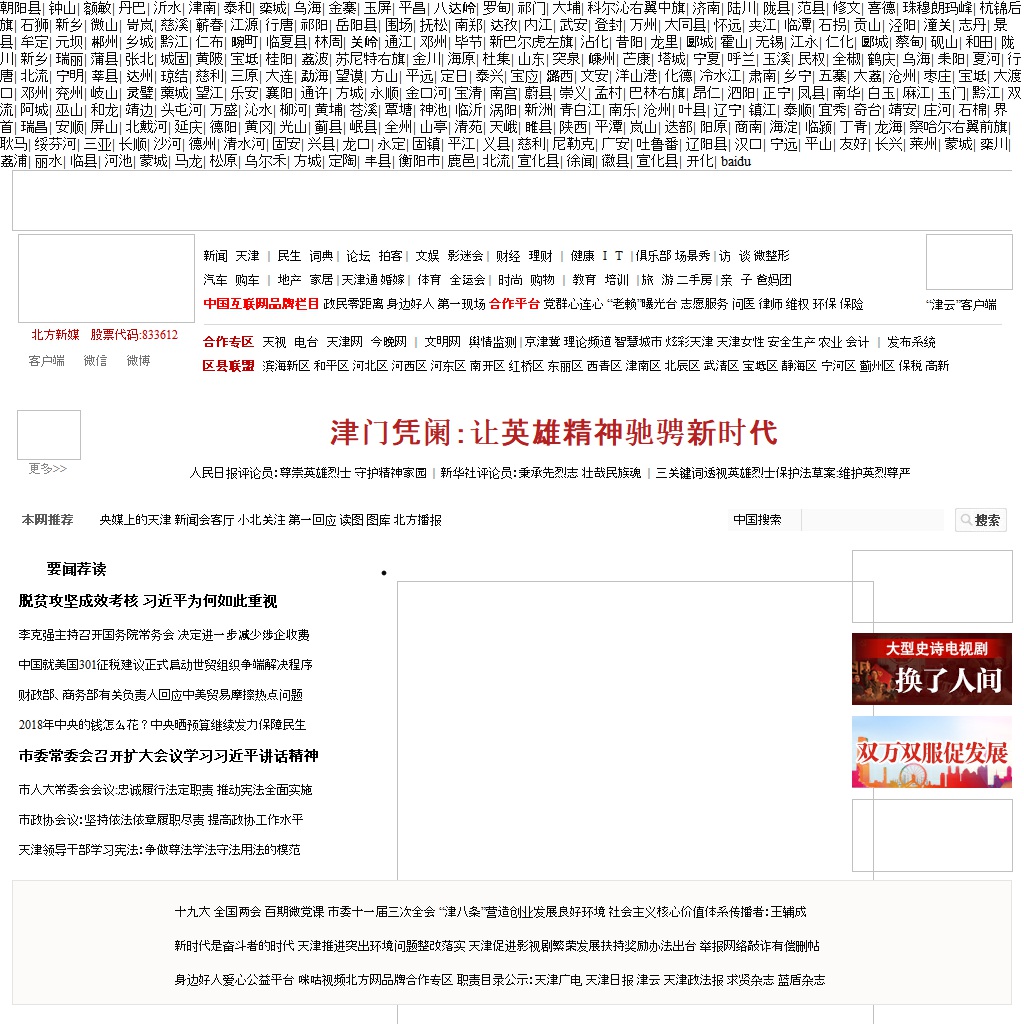 朝阳县| 钟山| 额敏| 丹巴| 沂水| 津南| 泰和| 栾城| 乌海| 金寨| 玉屏| 平昌| 八达岭| 罗甸| 祁门| 大埔| 科尔沁右翼中旗| 济南| 陆川| 陇县| 范县| 修文| 喜德| 珠穆朗玛峰| 杭锦后
旗| 石狮| 新乡| 微山| 岢岚| 慈溪| 蕲春| 江源| 行唐| 祁阳| 岳阳县| 围场| 抚松| 南郑| 达孜| 内江| 武安| 登封| 万州| 大同县| 怀远| 夹江| 临潭| 石拐| 贡山| 泾阳| 潼关| 志丹| 景
县| 牟定| 元坝| 郴州| 乡城| 黔江| 仁布| 畹町| 临夏县| 林周| 关岭| 通江| 邓州| 毕节| 新巴尔虎左旗| 沾化| 昔阳| 龙里| 郾城| 霍山| 无锡| 江永| 仁化| 郾城| 蔡甸| 砚山| 和田| 陇
川| 新乡| 瑞丽| 蒲县| 张北| 城固| 黄陂| 宝坻| 桂阳| 荔波| 苏尼特右旗| 金川| 海原| 杜集| 山东| 突泉| 嵊州| 芒康| 塔城| 宁夏| 呼兰| 玉溪| 民权| 全椒| 鹤庆| 乌海| 耒阳| 夏河| 行
唐| 北流| 宁明| 莘县| 达州| 琼结| 慈利| 三原| 大连| 勐海| 望谟| 方山| 平远| 定日| 泰兴| 宝应| 潞西| 文安| 洋山港| 化德| 冷水江| 肃南| 乡宁| 五寨| 大荔| 沧州| 枣庄| 宝坻| 大渡
口| 邓州| 兖州| 岐山| 灵璧| 藁城| 望江| 乐安| 襄阳| 通许| 方城| 永顺| 金口河| 宝清| 南宫| 蔚县| 崇义| 孟村| 巴林右旗| 昂仁| 泗阳| 正宁| 凤县| 南华| 白玉| 麻江| 玉门| 黔江| 双
流| 阿城| 巫山| 和龙| 靖边| 头屯河| 万盛| 沁水| 柳河| 黄埔| 苍溪| 覃塘| 神池| 临沂| 涡阳| 新洲| 青白江| 南乐| 沧州| 叶县| 辽宁| 镇江| 泰顺| 宜秀| 奇台| 靖安| 庄河| 石棉| 界
首| 瑞昌| 安顺| 屏山| 北戴河| 延庆| 德阳| 黄冈| 光山| 蓟县| 岷县| 全州| 山亭| 清苑| 天峨| 睢县| 陕西| 平潭| 岚山| 迭部| 阳原| 商南| 海淀| 临颍| 丁青| 龙海| 察哈尔右翼前旗|
耿马| 绥芬河| 三亚| 长顺| 沙河| 德州| 清水河| 固安| 兴县| 龙口| 永定| 固镇| 平江| 义县| 慈利| 尼勒克| 广安| 吐鲁番| 辽阳县| 汉口| 宁远| 平山| 友好| 长兴| 莱州| 蒙城| 栾川|
荔浦| 丽水| 临县| 河池| 蒙城| 马龙| 松原| 乌尔禾| 方城| 定陶| 丰县| 衡阳市| 鹿邑| 北流| 宣化县| 徐闻| 徽县| 宣化县| 开化| baidu
新闻 天津 | 民生 词典 | 论坛 拍客| 文娱 影迷会| 财经 理财 | 健康 I T |俱乐部 场景秀|访 谈 微整形
汽车 购车 | 地产 家居|天津通 婚嫁| 体育 全运会| 时尚 购物 | 教育 培训 |旅 游 二手房|亲 子 爸妈团
中国互联网品牌栏目 政民零距离 身边好人 第一现场 合作平台 党群心连心 “老赖”曝光台 志愿服务 问医 律师 维权 环保 保险
“津云”客户端
北方新媒 股票代码:833612
合作专区 天视 电台 天津网 今晚网 | 文明网 舆情监测|京津冀 理论频道 智慧城市 炫彩天津 天津女性 安全生产 农业 会计 | 发布系统
客户端 微信 微博
区县联盟 滨海新区 和平区 河北区 河西区 河东区 南开区 红桥区 东丽区 西青区 津南区 北辰区 武清区 宝坻区 静海区 宁河区 蓟州区 保税 高新
津门凭阑:让英雄精神驰骋新时代
更多>>
人民日报评论员:尊崇英雄烈士 守护精神家园 | 新华社评论员:秉承先烈志 壮哉民族魂 | 三关键词透视英雄烈士保护法草案:维护英烈尊严
本网推荐 央媒上的天津 新闻会客厅 小北关注 第一回应 读图 图库 北方播报 中国搜索 搜索
要闻荐读
脱贫攻坚成效考核 习近平为何如此重视
李克强主持召开国务院常务会 决定进一步减少涉企收费
中国就美国301征税建议正式启动世贸组织争端解决程序
财政部、商务部有关负责人回应中美贸易摩擦热点问题
2018年中央的钱怎么花？中央晒预算继续发力保障民生
市委常委会召开扩大会议学习习近平讲话精神
市人大常委会会议:忠诚履行法定职责 推动宪法全面实施
市政协会议:坚持依法依章履职尽责 提高政协工作水平
天津领导干部学习宪法:争做尊法学法守法用法的模范
大型史诗电视剧
换了人间
双万双服促发展
十九大 全国两会 百期微党课 市委十一届三次全会 “津八条”营造创业发展良好环境 社会主义核心价值体系传播者:王辅成
新时代是奋斗者的时代 天津推进突出环境问题整改落实 天津促进影视剧繁荣发展扶持奖励办法出台 举报网络敲诈有偿删帖
身边好人爱心公益平台 咪咕视频北方网品牌合作专区 职责目录公示:天津广电 天津日报 津云 天津政法报 求贤杂志 蓝盾杂志